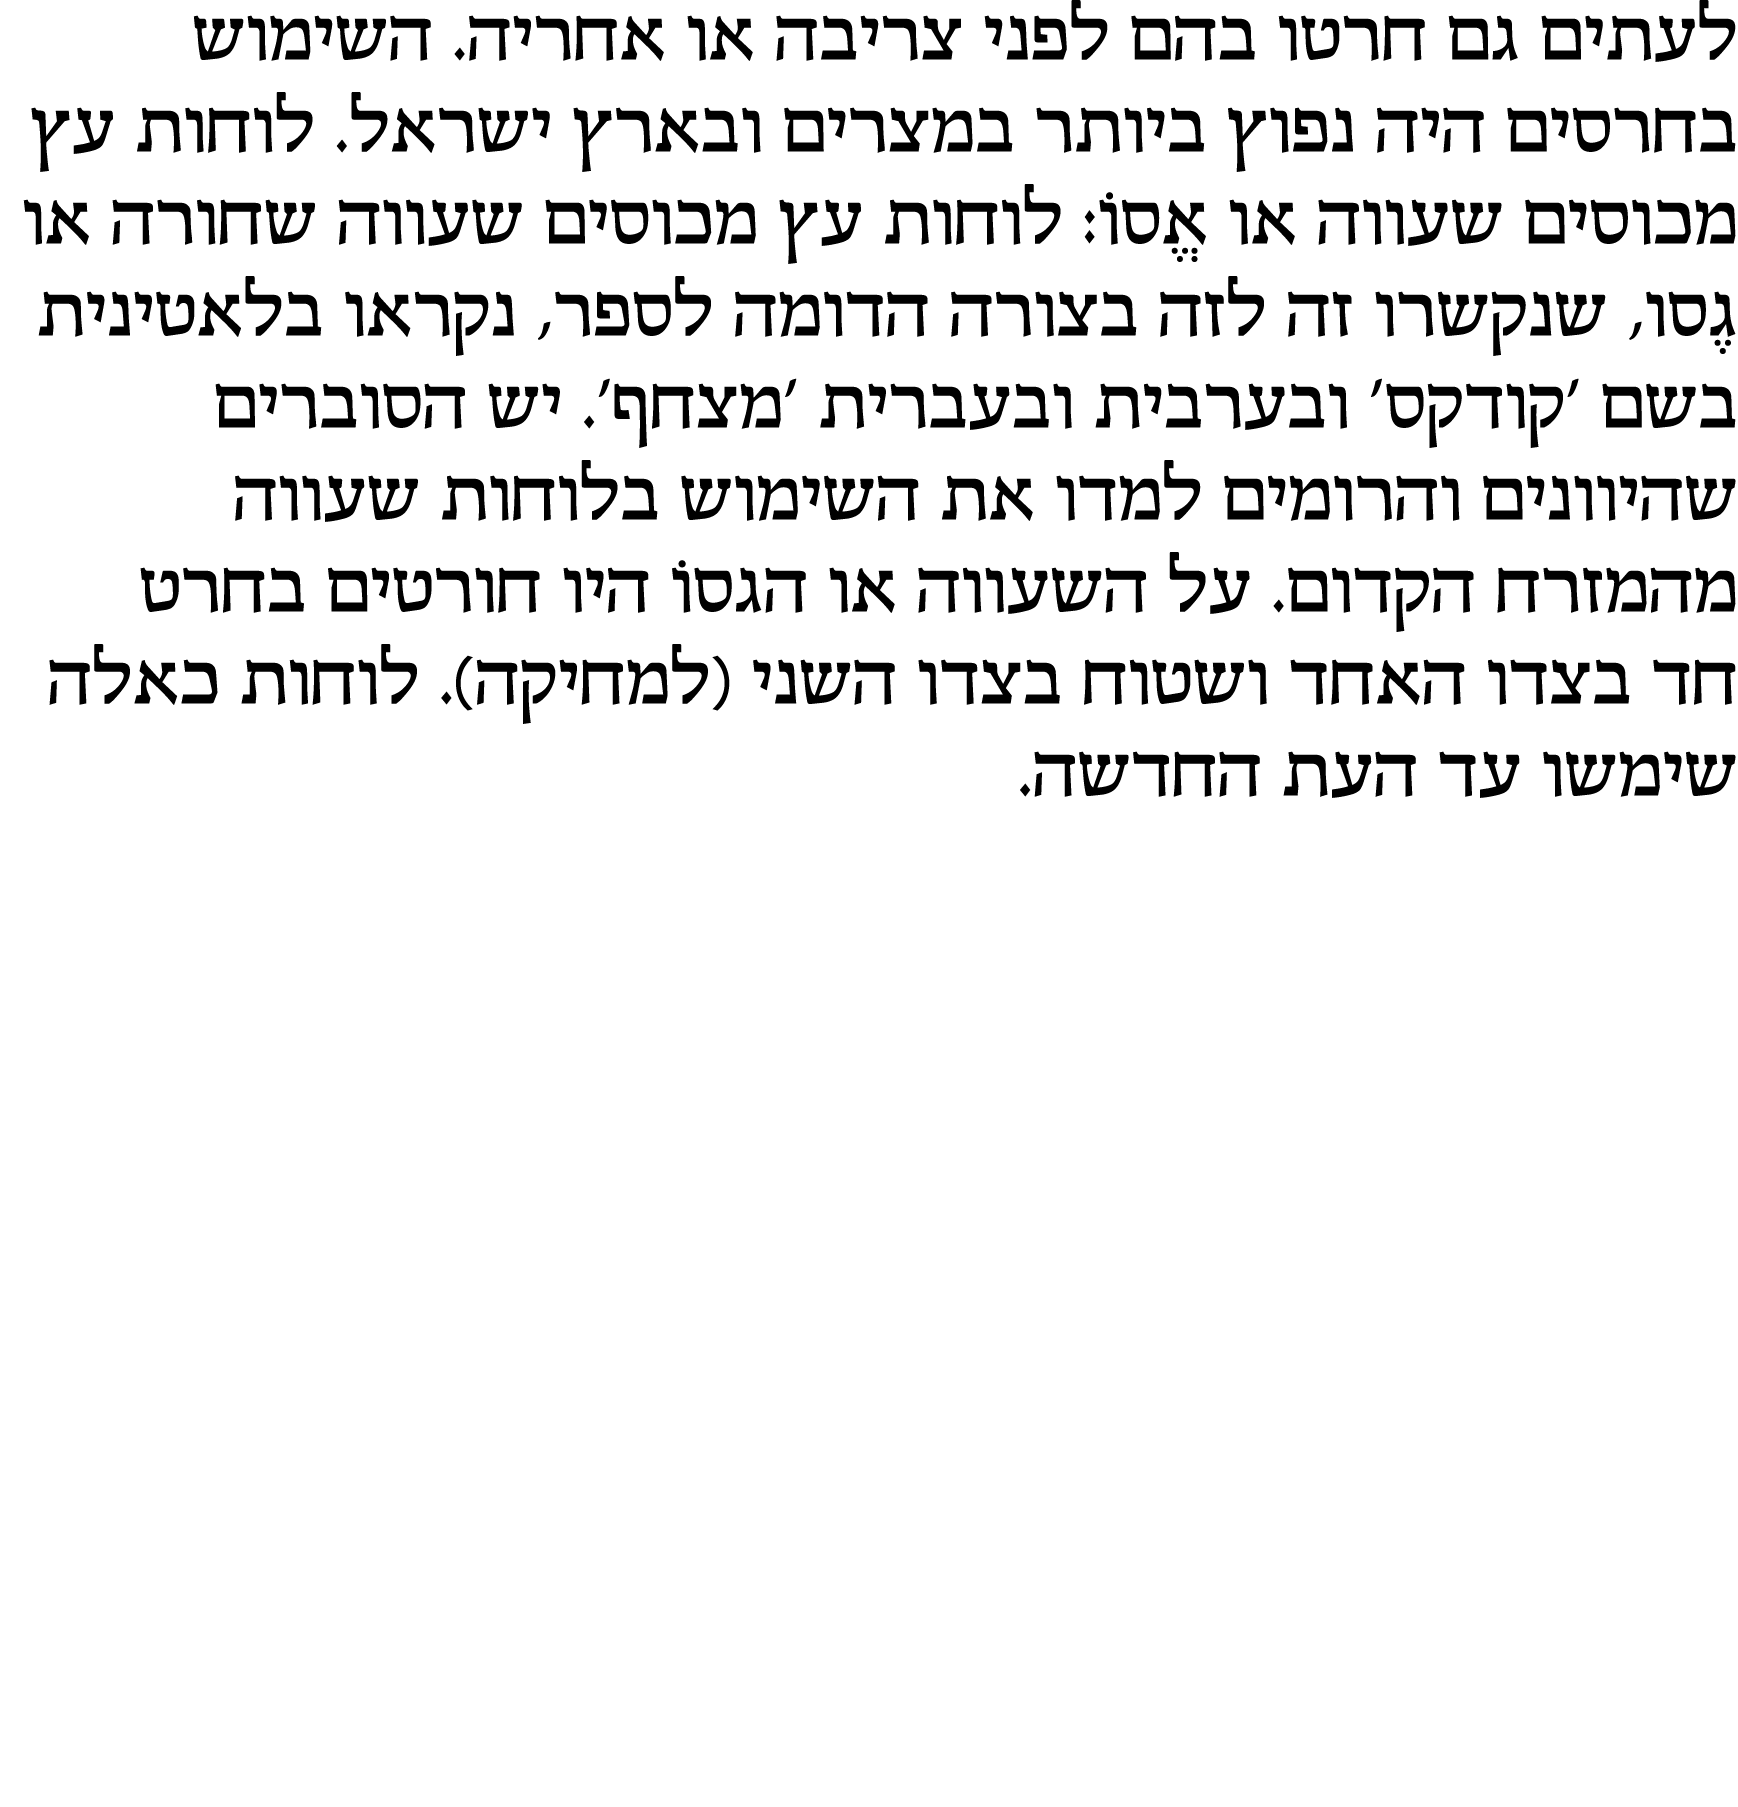 לעתים גם חרטו בהם לפני צריבה או אחריה. השימוש
בחרסים היה נפוץ ביותר במצרים ובארץ ישראל. לוחות עץ
מכוסים שעווה או אֱסוֹ: לוחות עץ מכוסים שעווה שחורה או
גֶסו, שנקשרו זה לזה בצורה הדומה לספר, נקראו בלאטינית
בשם ׳קודקס׳ ובערבית ובעברית ׳מצחף׳. יש הסוברים
שהיוונים והרומים למדו את השימוש בלוחות שעווה
מהמזרח הקדום. על השעווה או הגסוֹ היו חורטים בחרט
חד בצדו האחד ושטוח בצדו השני (למחיקה). לוחות כאלה
שימשו עד העת החדשה.